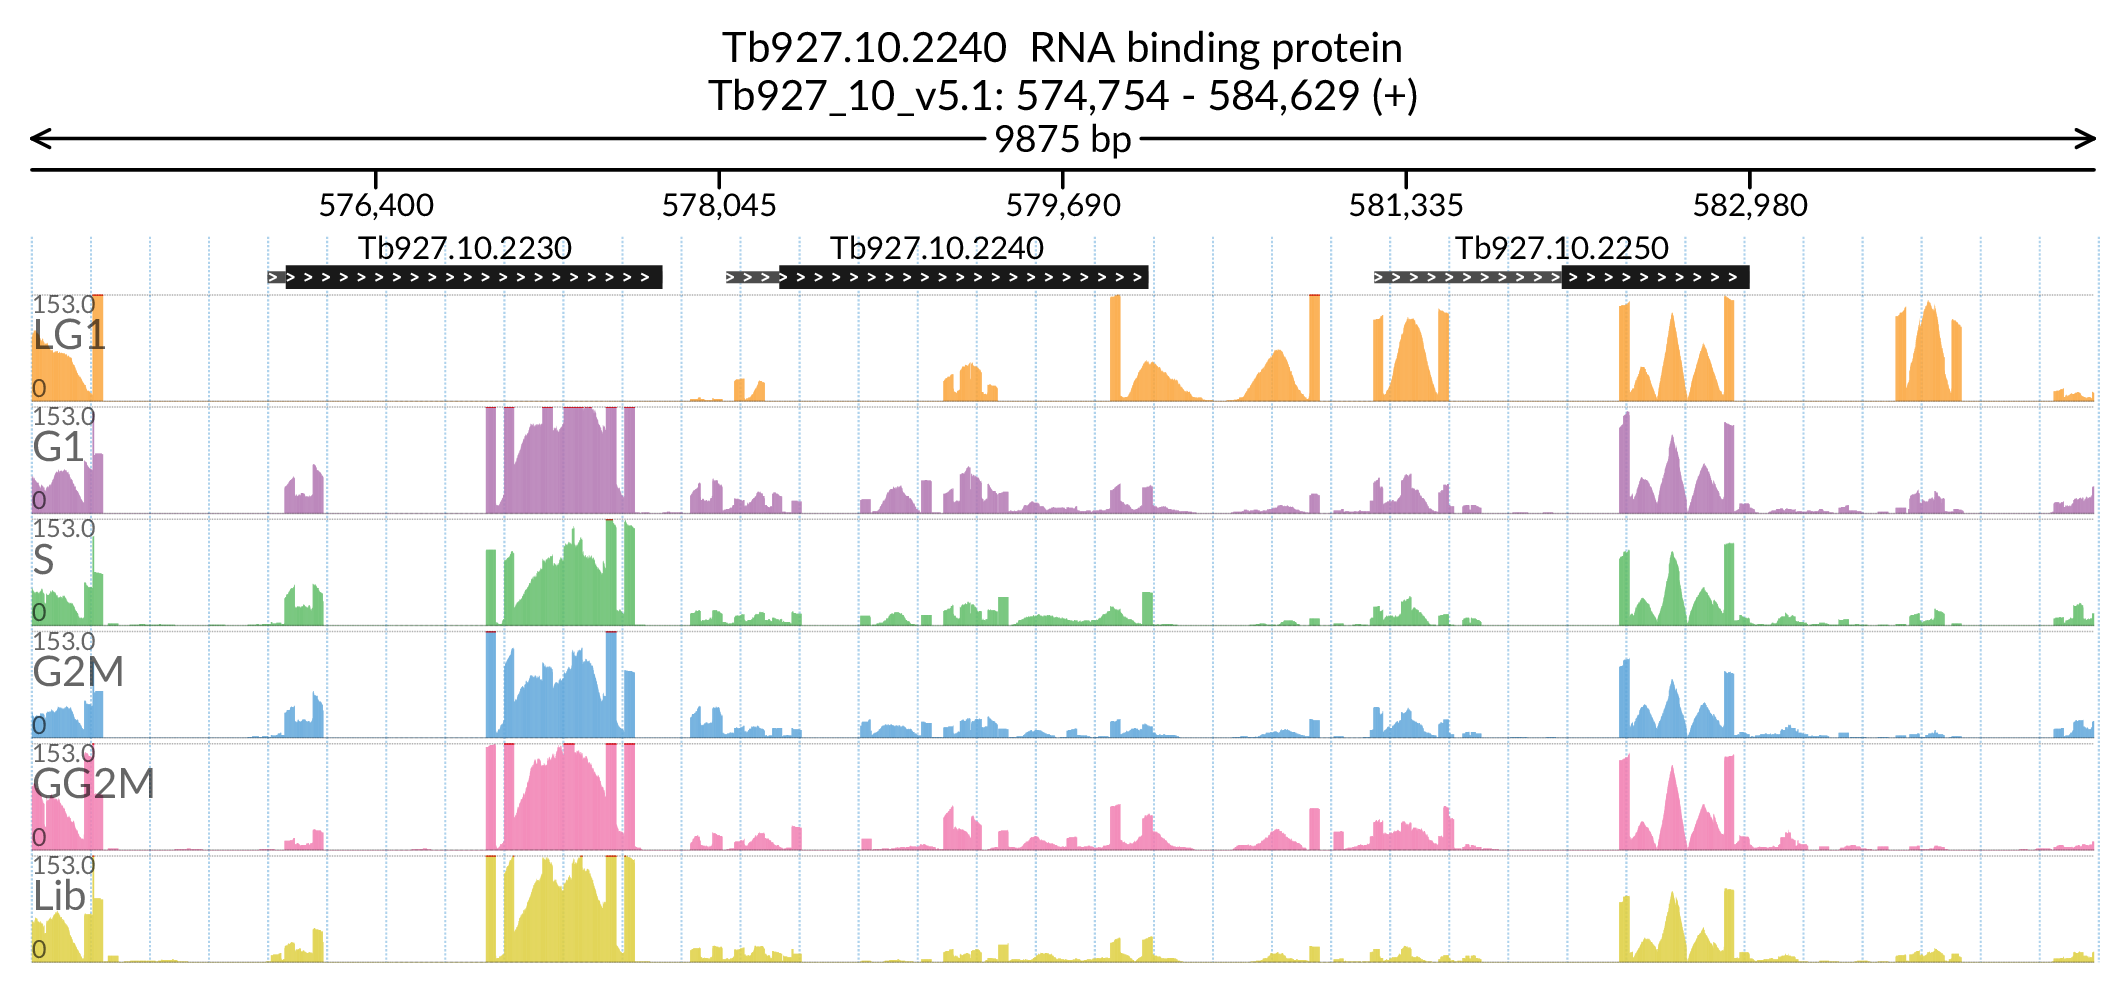 Tb927.10.2240  RNA binding protein
Tb927_10_v5.1: 574,754 - 584,629 (+)
9875 bp
576,400 578,045 579,690 581,335 582,980
Tb927.10.2230 Tb927.10.2240 Tb927.10.2250
153.0
LG1
0
153.0
G1
0
153.0
S
0
153.0
G2M
0
153.0
GG2M
0
153.0
Lib
0